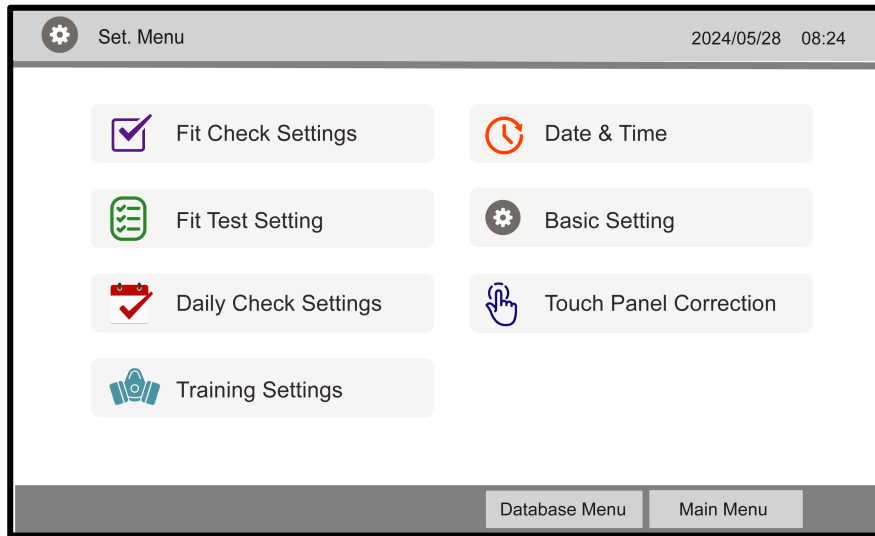 Set. Menu
2024/05/28 08:24
Fit Check Settings
Date & Time
Fit Test Setting
Basic Setting
Daily Check Settings
Touch Panel Correction
Training Settings
Database Menu
Main Menu